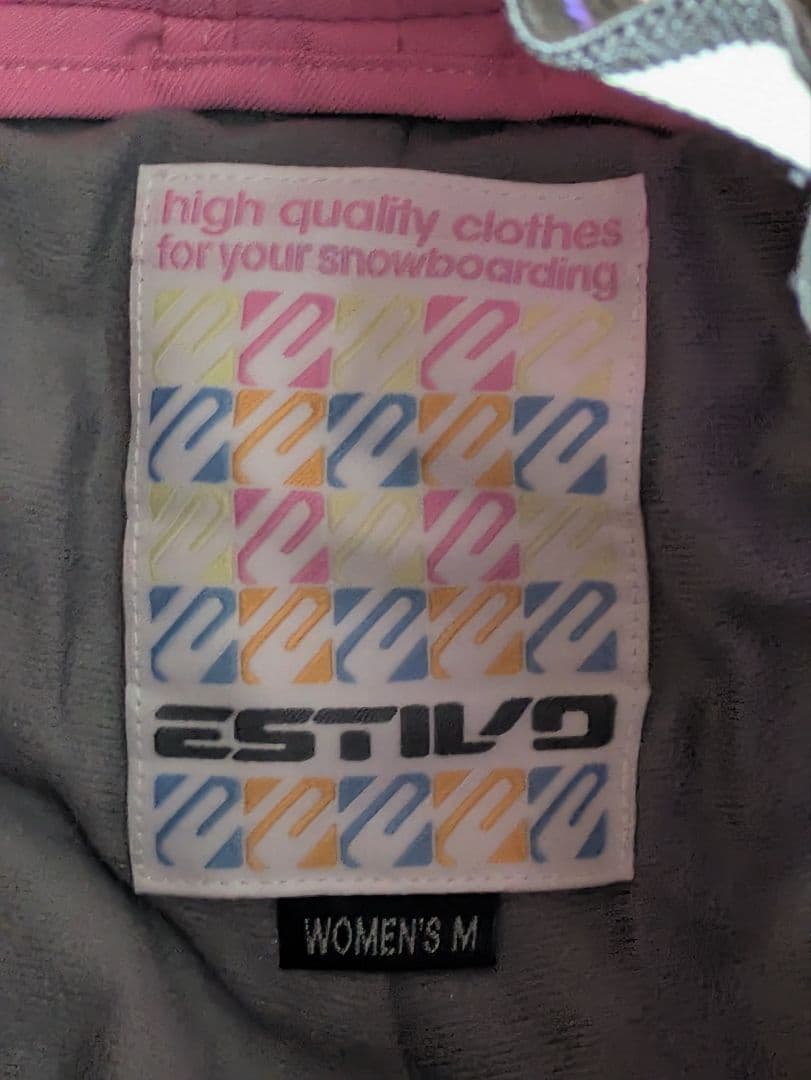 high quality clothes
for your snowboarding
ESTIVO
WOMEN'S M